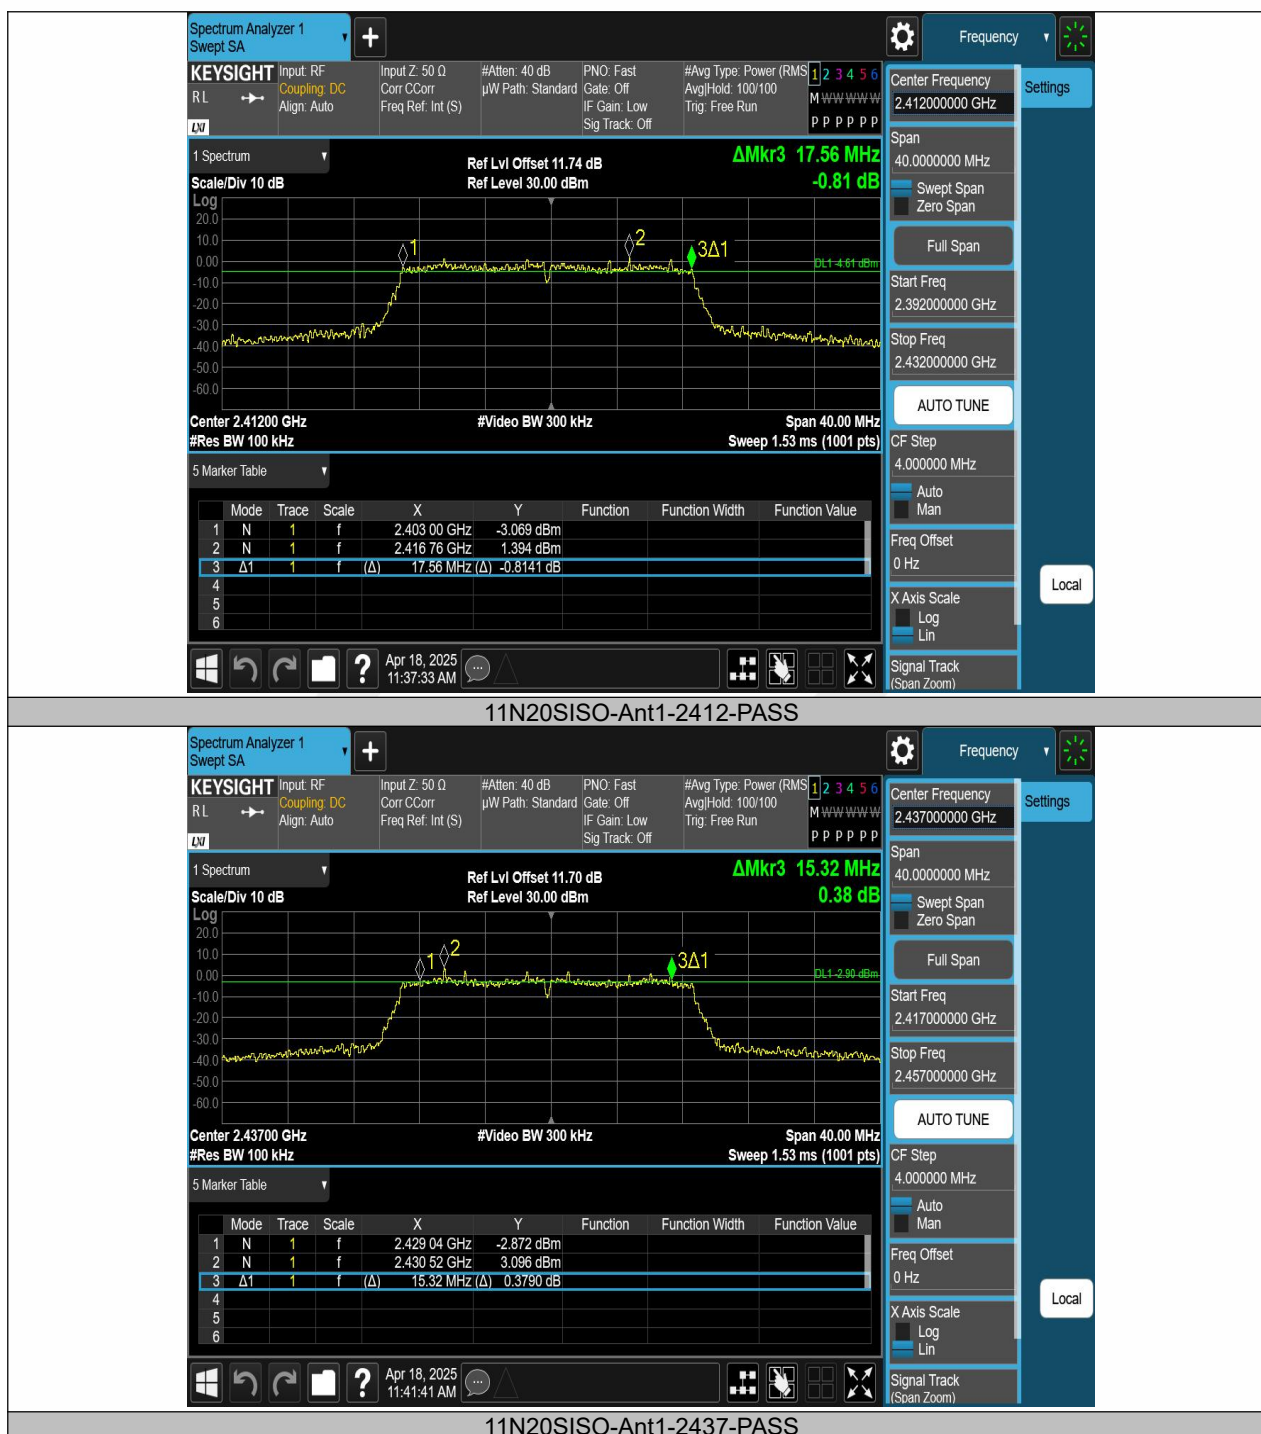 Spectrum Analyzer 1
Swept SA
+
Frequency
KEYSIGHT
R L
LXI
Input: RF
Coupling: DC
Align: Auto
Input Z: 50 Ω
Corr CCorr
Freq Ref: Int (S)
#Atten: 40 dB
µW Path: Standard
PNO: Fast
Gate: Off
IF Gain: Low
Sig Track: Off
#Avg Type: Power (RMS
Avg|Hold: 100/100
Trig: Free Run
1 2 3 4 5 6
M W W W W W
P P P P P P
Center Frequency
2.412000000 GHz
Settings
Span
40.0000000 MHz
Swept Span
Zero Span
Full Span
Start Freq
2.392000000 GHz
Stop Freq
2.432000000 GHz
AUTO TUNE
CF Step
4.000000 MHz
Auto
Man
Freq Offset
0 Hz
X Axis Scale
Log
Lin
Signal Track
(Span Zoom)
Local
1 Spectrum
Scale/Div 10 dB
Ref Lvl Offset 11.74 dB
Ref Level 30.00 dBm
ΔMkr3 17.56 MHz
-0.81 dB
Log
20.0
10.0
0.00
-10.0
-20.0
-30.0
-40.0
-50.0
-60.0
1
2
3Δ1
DL1 -4.61 dBm
Center 2.41200 GHz
#Video BW 300 kHz
Span 40.00 MHz
#Res BW 100 kHz
Sweep 1.53 ms (1001 pts)
5 Marker Table
Mode Trace Scale X Y Function Function Width Function Value
1 N 1 f 2.403 00 GHz -3.069 dBm
2 N 1 f 2.416 76 GHz 1.394 dBm
3 Δ1 1 f (Δ) 17.56 MHz (Δ) -0.8141 dB
4
5
6
?
Apr 18, 2025
11:37:33 AM
11N20SISO-Ant1-2412-PASS
Spectrum Analyzer 1
Swept SA
+
Frequency
KEYSIGHT
R L
LXI
Input: RF
Coupling: DC
Align: Auto
Input Z: 50 Ω
Corr CCorr
Freq Ref: Int (S)
#Atten: 40 dB
µW Path: Standard
PNO: Fast
Gate: Off
IF Gain: Low
Sig Track: Off
#Avg Type: Power (RMS
Avg|Hold: 100/100
Trig: Free Run
1 2 3 4 5 6
M W W W W W
P P P P P P
Center Frequency
2.437000000 GHz
Settings
Span
40.0000000 MHz
Swept Span
Zero Span
Full Span
Start Freq
2.417000000 GHz
Stop Freq
2.457000000 GHz
AUTO TUNE
CF Step
4.000000 MHz
Auto
Man
Freq Offset
0 Hz
X Axis Scale
Log
Lin
Signal Track
(Span Zoom)
Local
1 Spectrum
Scale/Div 10 dB
Ref Lvl Offset 11.70 dB
Ref Level 30.00 dBm
ΔMkr3 15.32 MHz
0.38 dB
Log
20.0
10.0
0.00
-10.0
-20.0
-30.0
-40.0
-50.0
-60.0
1
2
3Δ1
DL1 -2.90 dBm
Center 2.43700 GHz
#Video BW 300 kHz
Span 40.00 MHz
#Res BW 100 kHz
Sweep 1.53 ms (1001 pts)
5 Marker Table
Mode Trace Scale X Y Function Function Width Function Value
1 N 1 f 2.429 04 GHz -2.872 dBm
2 N 1 f 2.430 52 GHz 3.096 dBm
3 Δ1 1 f (Δ) 15.32 MHz (Δ) 0.3790 dB
4
5
6
?
Apr 18, 2025
11:41:41 AM
11N20SISO-Ant1-2437-PASS